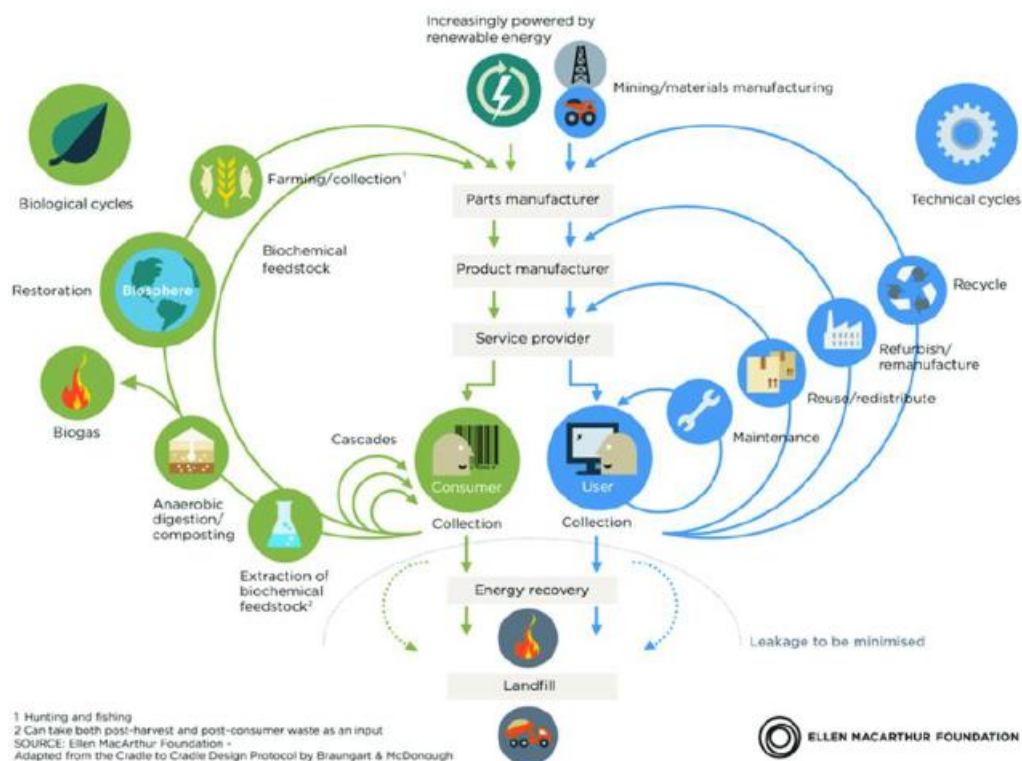 Increasingly powered by
renewable energy
Mining/materials manufacturing
Biological cycles
Farming/collection¹
Technical cycles
Parts manufacturer
Biochemical
feedstock
Product manufacturer
Restoration
Biosphere
Recycle
Service provider
Refurbish/
remanufacture
Reuse/redistribute
Biogas
Cascades
Maintenance
Consumer
User
Anaerobic
digestion/
composting
Collection
Collection
Extraction of
biochemical
feedstock²
Energy recovery
Leakage to be minimised
Landfill
1 Hunting and fishing
2 Can take both post-harvest and post-consumer waste as an input
SOURCE: Ellen MacArthur Foundation -
Adapted from the Cradle to Cradle Design Protocol by Braungart & McDonough
ELLEN MACARTHUR FOUNDATION